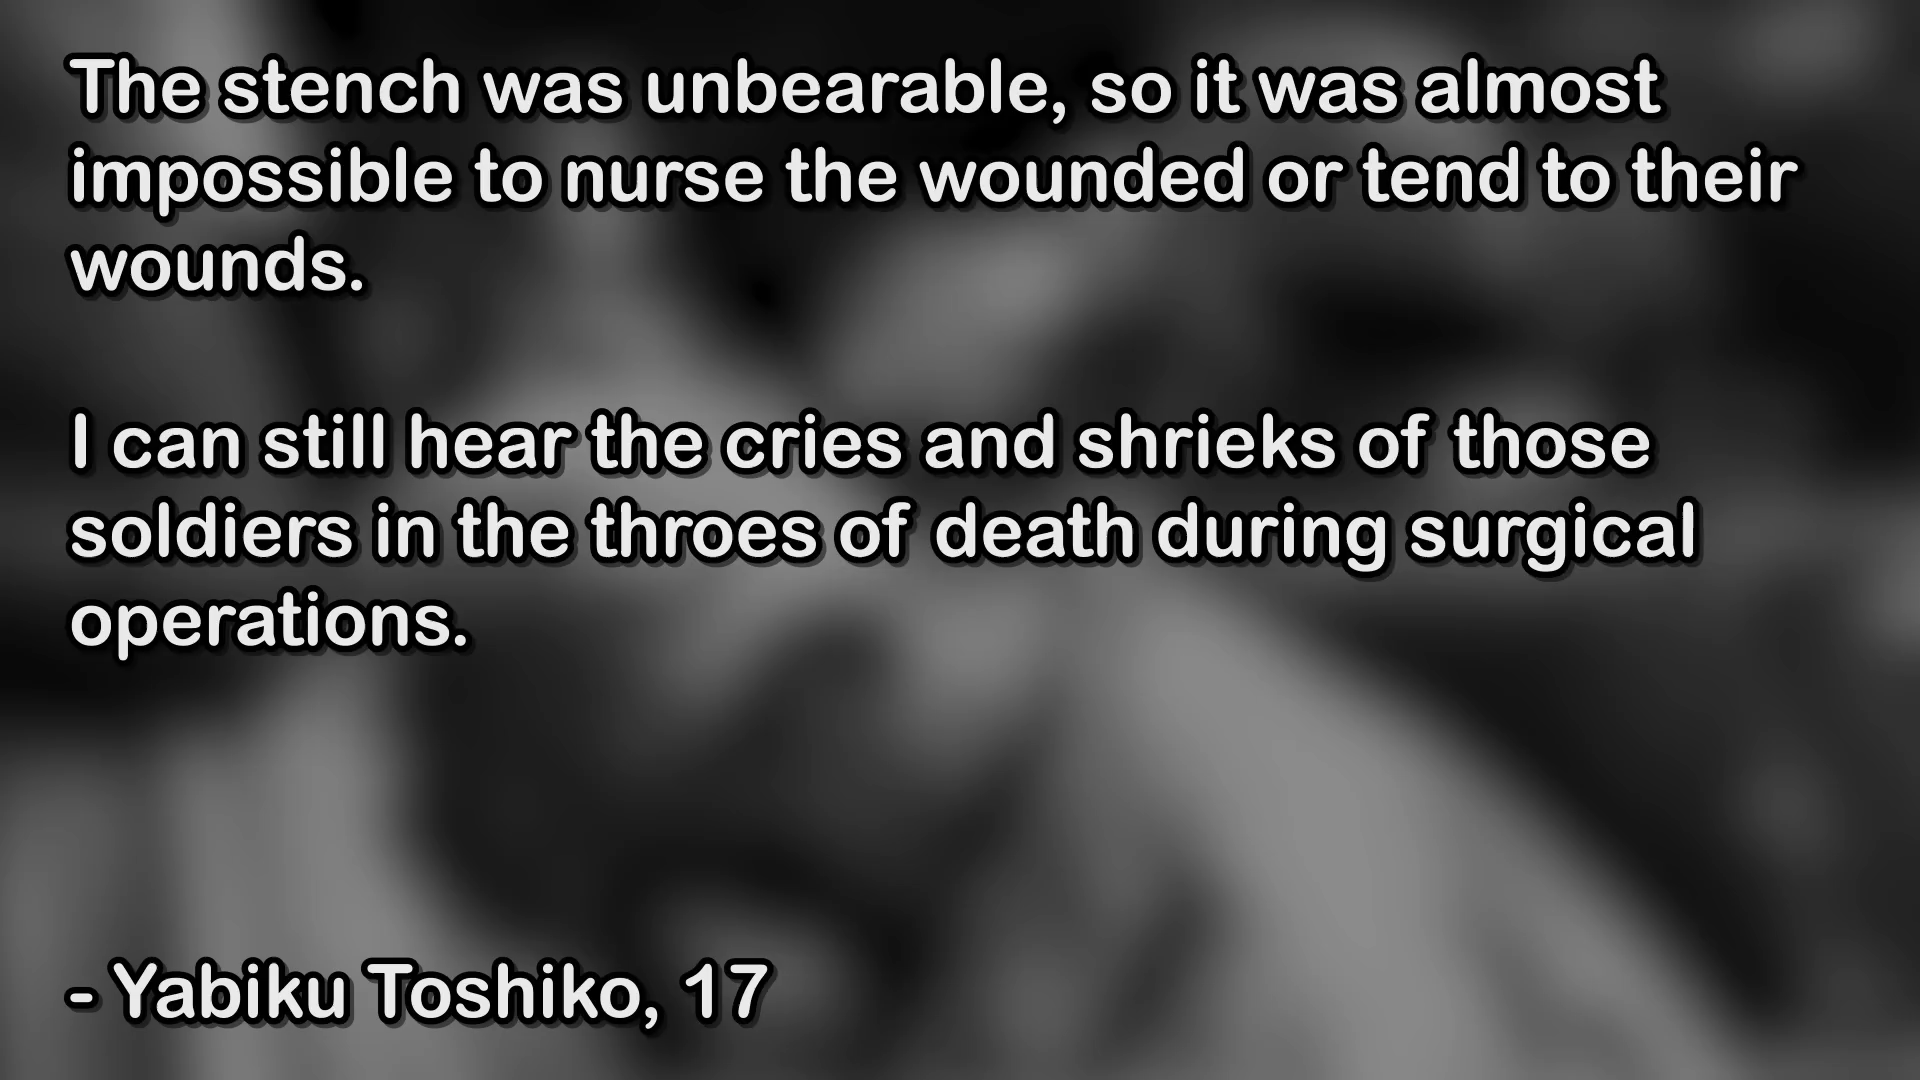 The stench was unbearable, so it was almost
impossible to nurse the wounded or tend to their
wounds.
I can still hear the cries and shrieks of those
soldiers in the throes of death during surgical
operations.
- Yabiku Toshiko, 17